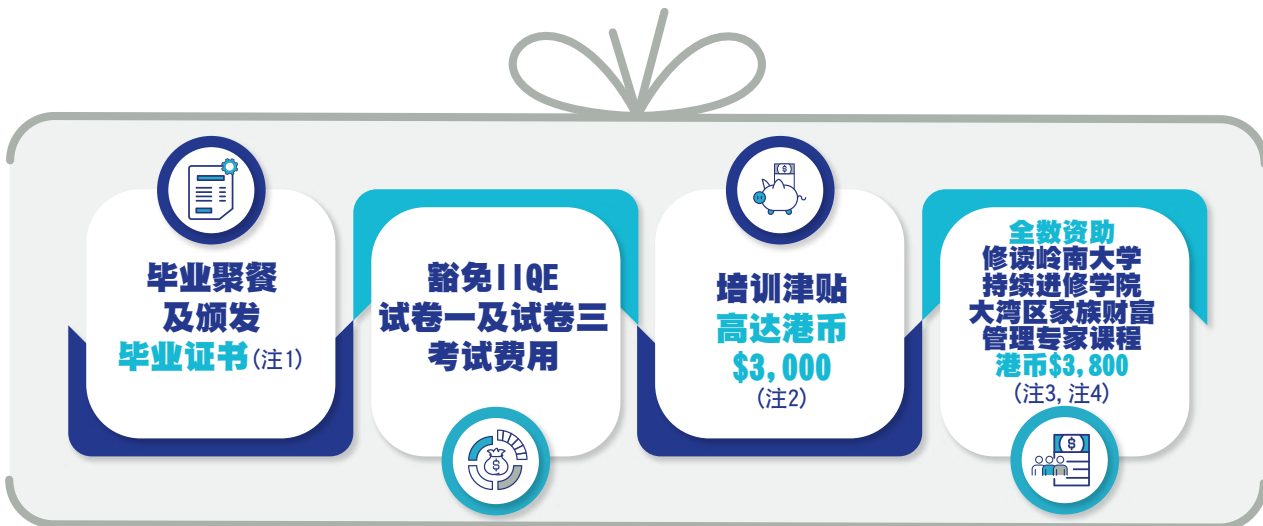 毕业聚餐
及颁发
毕业证书(注1)
豁免IIQE
试卷一及试卷三
考试费用
培训津贴
高达港币
$3,000
(注2)
全数资助
修读岭南大学
持续进修学院
大湾区家族财富
管理专家课程
港币$3,800
(注3,注4)